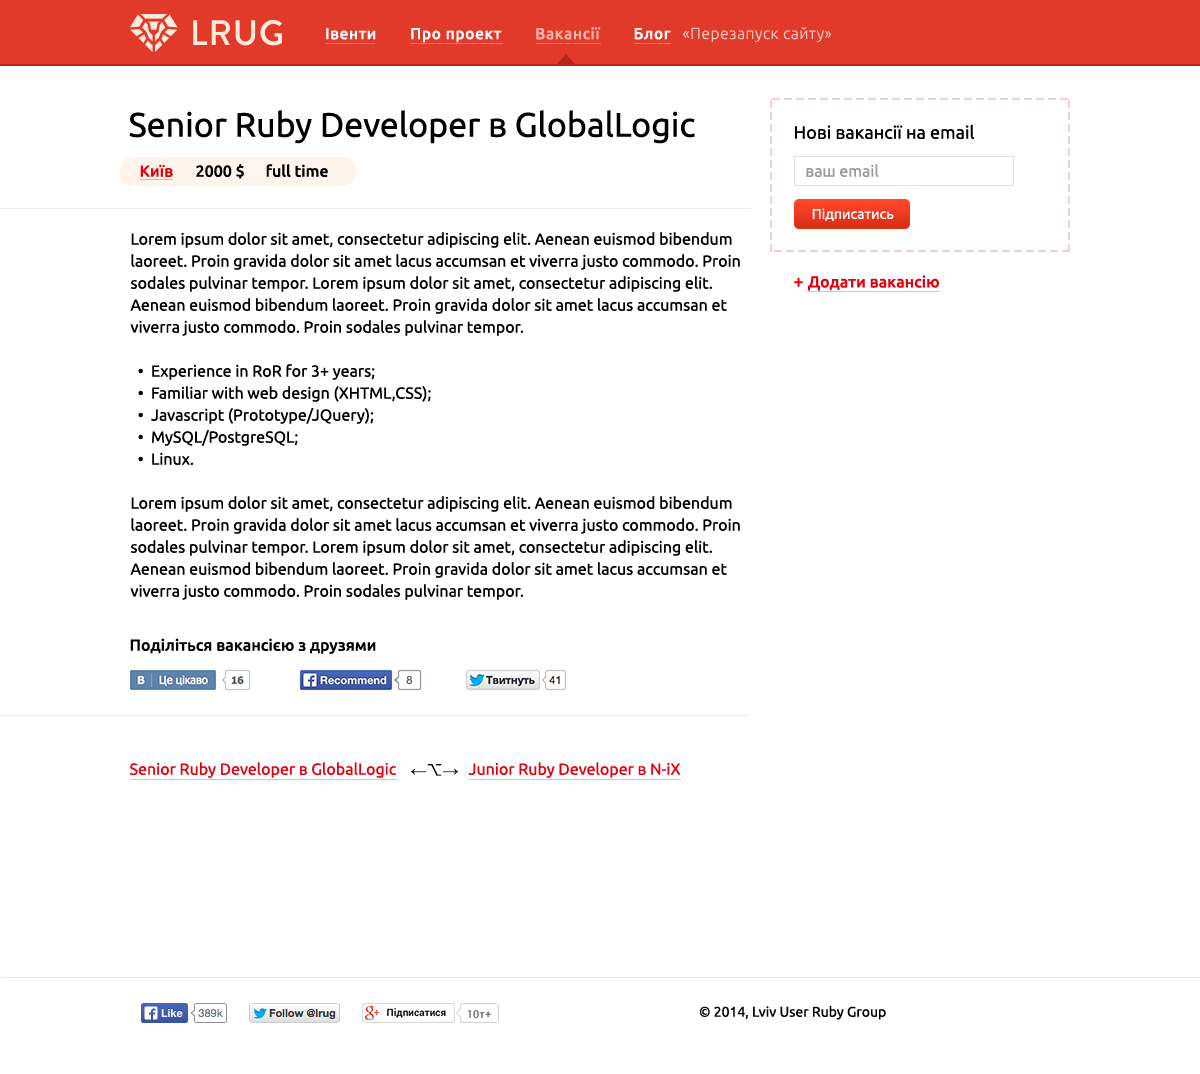 LRUG Івенти Про проект Вакансії Блог «Перезапуск сайту»
Senior Ruby Developer в GlobalLogic
Київ 2000 $ full time
Lorem ipsum dolor sit amet, consectetur adipiscing elit. Aenean euismod bibendum
laoreet. Proin gravida dolor sit amet lacus accumsan et viverra justo commodo. Proin
sodales pulvinar tempor. Lorem ipsum dolor sit amet, consectetur adipiscing elit.
Aenean euismod bibendum laoreet. Proin gravida dolor sit amet lacus accumsan et
viverra justo commodo. Proin sodales pulvinar tempor.
• Experience in RoR for 3+ years;
• Familiar with web design (XHTML,CSS);
• Javascript (Prototype/JQuery);
• MySQL/PostgreSQL;
• Linux.
Lorem ipsum dolor sit amet, consectetur adipiscing elit. Aenean euismod bibendum
laoreet. Proin gravida dolor sit amet lacus accumsan et viverra justo commodo. Proin
sodales pulvinar tempor. Lorem ipsum dolor sit amet, consectetur adipiscing elit.
Aenean euismod bibendum laoreet. Proin gravida dolor sit amet lacus accumsan et
viverra justo commodo. Proin sodales pulvinar tempor.
Поділіться вакансією з друзями
В Це цікаво 16 Recommend 8 Твитнуть 41
Senior Ruby Developer в GlobalLogic ←⌥→ Junior Ruby Developer в N-iX
Нові вакансії на email
ваш email
Підписатись
+ Додати вакансію
Like 389k Follow @lrug g+ Підписатися 10т+ © 2014, Lviv User Ruby Group